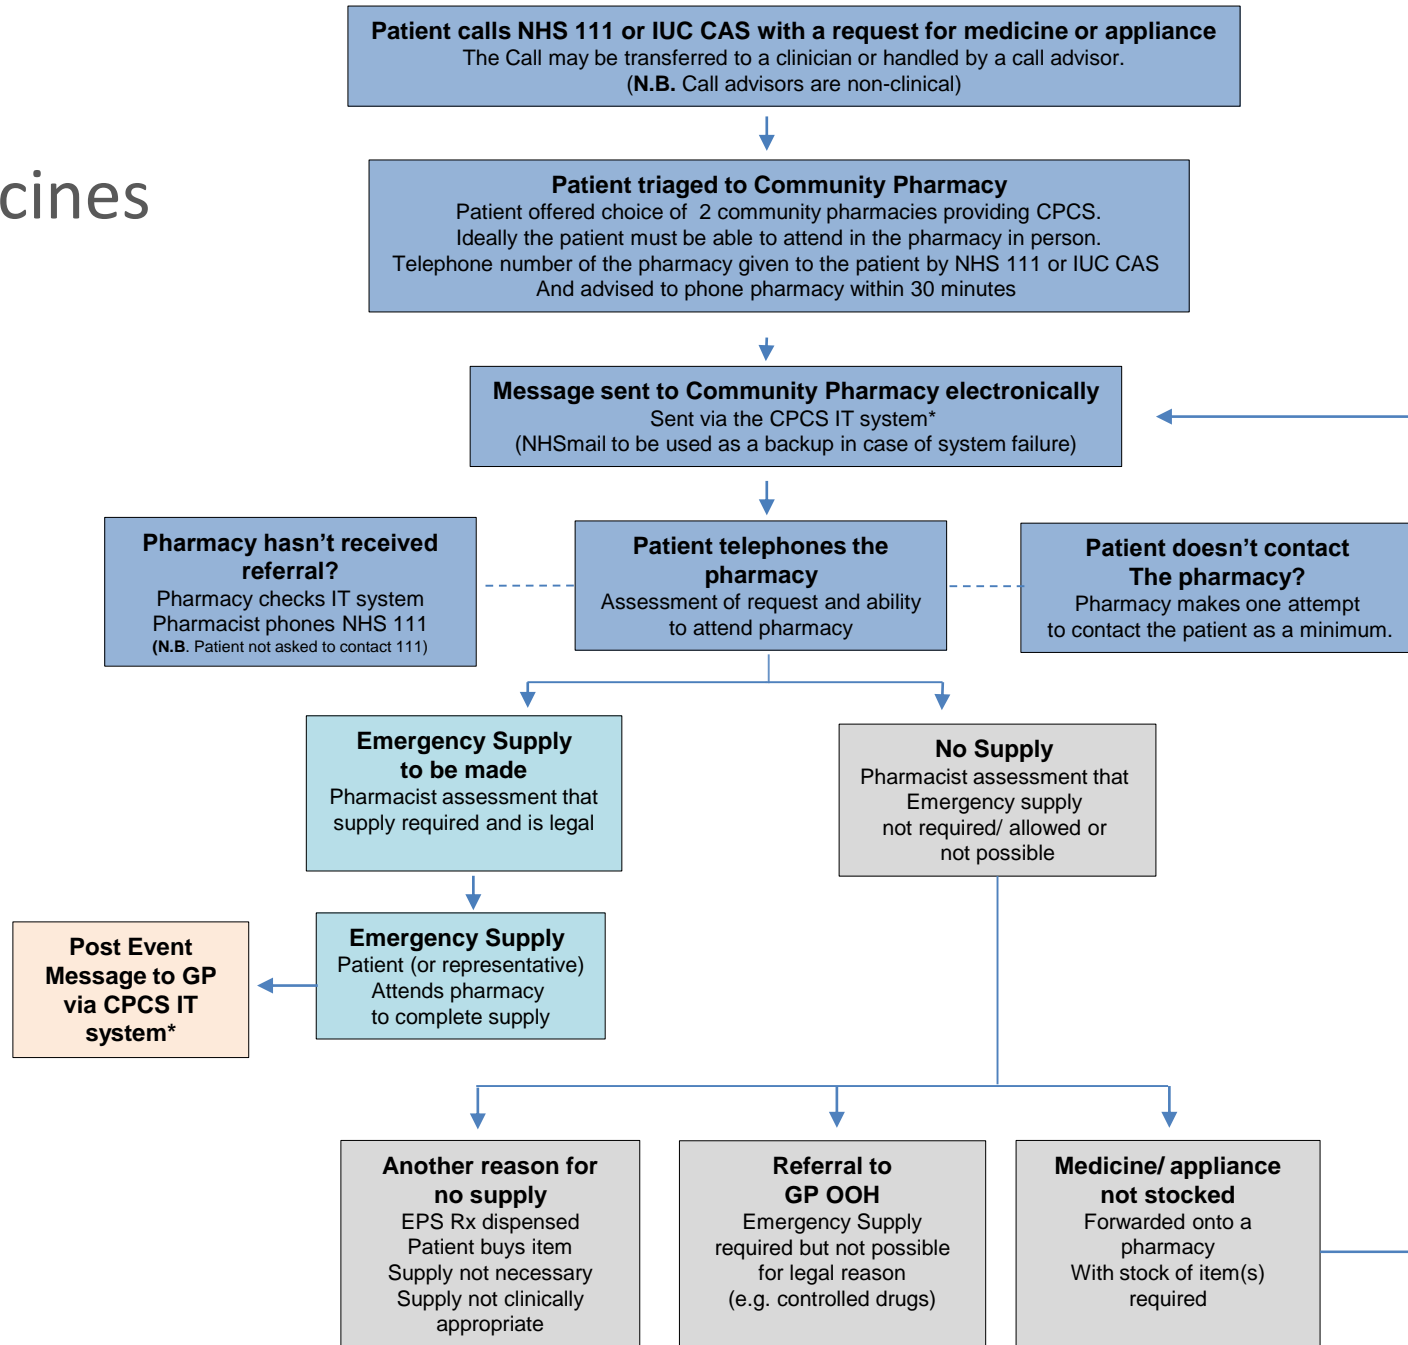 Patient calls NHS 111 or IUC CAS with a request for medicine or appliance
The Call may be transferred to a clinician or handled by a call advisor.
(N.B. Call advisors are non-clinical)
cines
Patient triaged to Community Pharmacy
Patient offered choice of 2 community pharmacies providing CPCS.
Ideally the patient must be able to attend in the pharmacy in person.
Telephone number of the pharmacy given to the patient by NHS 111 or IUC CAS
And advised to phone pharmacy within 30 minutes
Message sent to Community Pharmacy electronically
Sent via the CPCS IT system*
(NHSmail to be used as a backup in case of system failure)
Pharmacy hasn’t received
referral?
Pharmacy checks IT system
Pharmacist phones NHS 111
(N.B. Patient not asked to contact 111)
Patient telephones the
pharmacy
Assessment of request and ability
to attend pharmacy
Patient doesn’t contact
The pharmacy?
Pharmacy makes one attempt
to contact the patient as a minimum.
Emergency Supply
to be made
Pharmacist assessment that
supply required and is legal
No Supply
Pharmacist assessment that
Emergency supply
not required/ allowed or
not possible
Post Event
Message to GP
via CPCS IT
system*
Emergency Supply
Patient (or representative)
Attends pharmacy
to complete supply
Another reason for
no supply
EPS Rx dispensed
Patient buys item
Supply not necessary
Supply not clinically
appropriate
Referral to
GP OOH
Emergency Supply
required but not possible
for legal reason
(e.g. controlled drugs)
Medicine/ appliance
not stocked
Forwarded onto a
pharmacy
With stock of item(s)
required